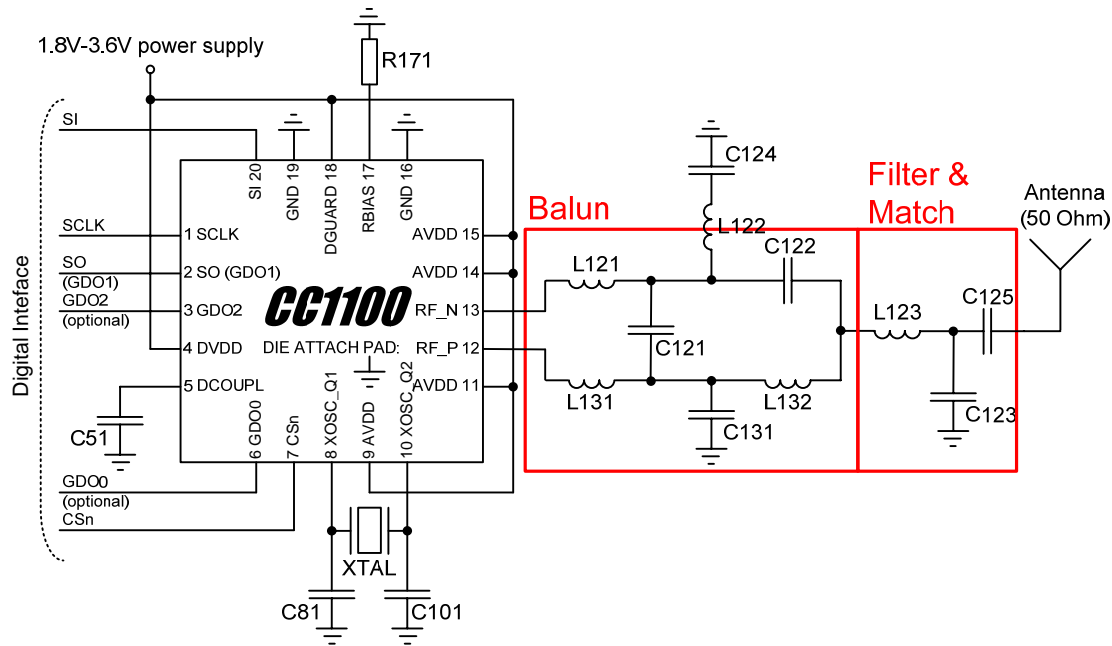 1.8V-3.6V power supply
R171
SI
SI 20
GND 19
DGUARD 18
RBIAS 17
GND 16
C124
Filter &
Match
Antenna
(50 Ohm)
Balun
L122
C122
SCLK
1 SCLK
AVDD 15
SO
(GDO1)
2 SO (GDO1)
AVDD 14
L121
C125
GDO2
(optional)
3 GDO2
CC1100
RF_N 13
L123
C121
4 DVDD
DIE ATTACH PAD:
RF_P 12
5 DCOUPL
AVDD 11
L131
L132
C123
C131
Digital Inteface
C51
6 GDO0
7 CSn
8 XOSC_Q1
9 AVDD
10 XOSC_Q2
GDO0
(optional)
CSn
XTAL
C81
C101